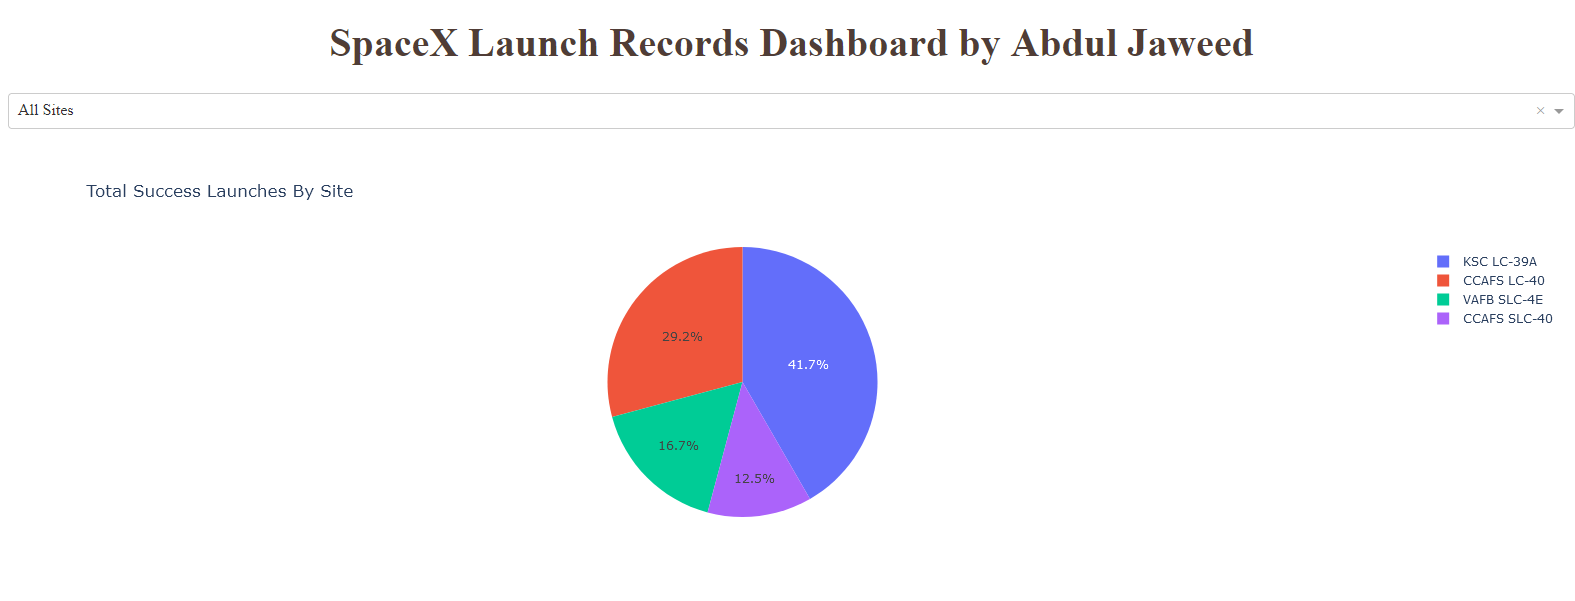 SpaceX Launch Records Dashboard by Abdul Jaweed
All Sites
Total Success Launches By Site
KSC LC-39A
CCAFS LC-40
VAFB SLC-4E
CCAFS SLC-40
29.2%
41.7%
16.7%
12.5%